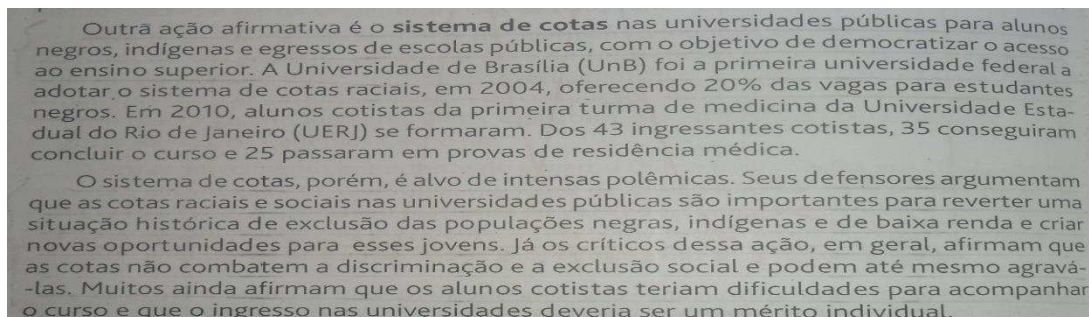 Outra ação afirmativa é o sistema de cotas nas universidades públicas para alunos
negros, indígenas e egressos de escolas públicas, com o objetivo de democratizar o acesso
ao ensino superior. A Universidade de Brasília (UnB) foi a primeira universidade federal a
adotar o sistema de cotas raciais, em 2004, oferecendo 20% das vagas para estudantes
negros. Em 2010, alunos cotistas da primeira turma de medicina da Universidade Esta-
dual do Rio de Janeiro (UERJ) se formaram. Dos 43 ingressantes cotistas, 35 conseguiram
concluir o curso e 25 passaram em provas de residência médica.
O sistema de cotas, porém, é alvo de intensas polêmicas. Seus defensores argumentam
que as cotas raciais e sociais nas universidades públicas são importantes para reverter uma
situação histórica de exclusão das populações negras, indígenas e de baixa renda e criar
novas oportunidades para esses jovens. Já os críticos dessa ação, em geral, afirmam que
as cotas não combatem a discriminação e a exclusão social e podem até mesmo agravá-
-las. Muitos ainda afirmam que os alunos cotistas teriam dificuldades para acompanhar
o curso e que o ingresso nas universidades deveria ser um mérito individual.